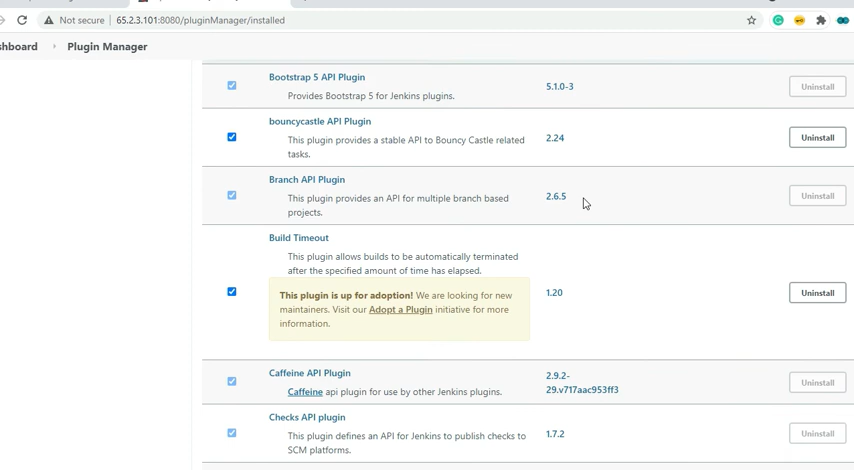 Not secure | 65.2.3.101:8080/pluginManager/installed
shboard > Plugin Manager
Bootstrap 5 API Plugin
Provides Bootstrap 5 for Jenkins plugins.
5.1.0-3
Uninstall
bouncycastle API Plugin
This plugin provides a stable API to Bouncy Castle related
tasks.
2.24
Uninstall
Branch API Plugin
This plugin provides an API for multiple branch based
projects.
2.6.5
Uninstall
Build Timeout
This plugin allows builds to be automatically terminated
after the specified amount of time has elapsed.
This plugin is up for adoption! We are looking for new
maintainers. Visit our Adopt a Plugin initiative for more
information.
1.20
Uninstall
Caffeine API Plugin
Caffeine api plugin for use by other Jenkins plugins.
2.9.2-
29.v717aac953ff3
Uninstall
Checks API plugin
This plugin defines an API for Jenkins to publish checks to
SCM platforms.
1.7.2
Uninstall